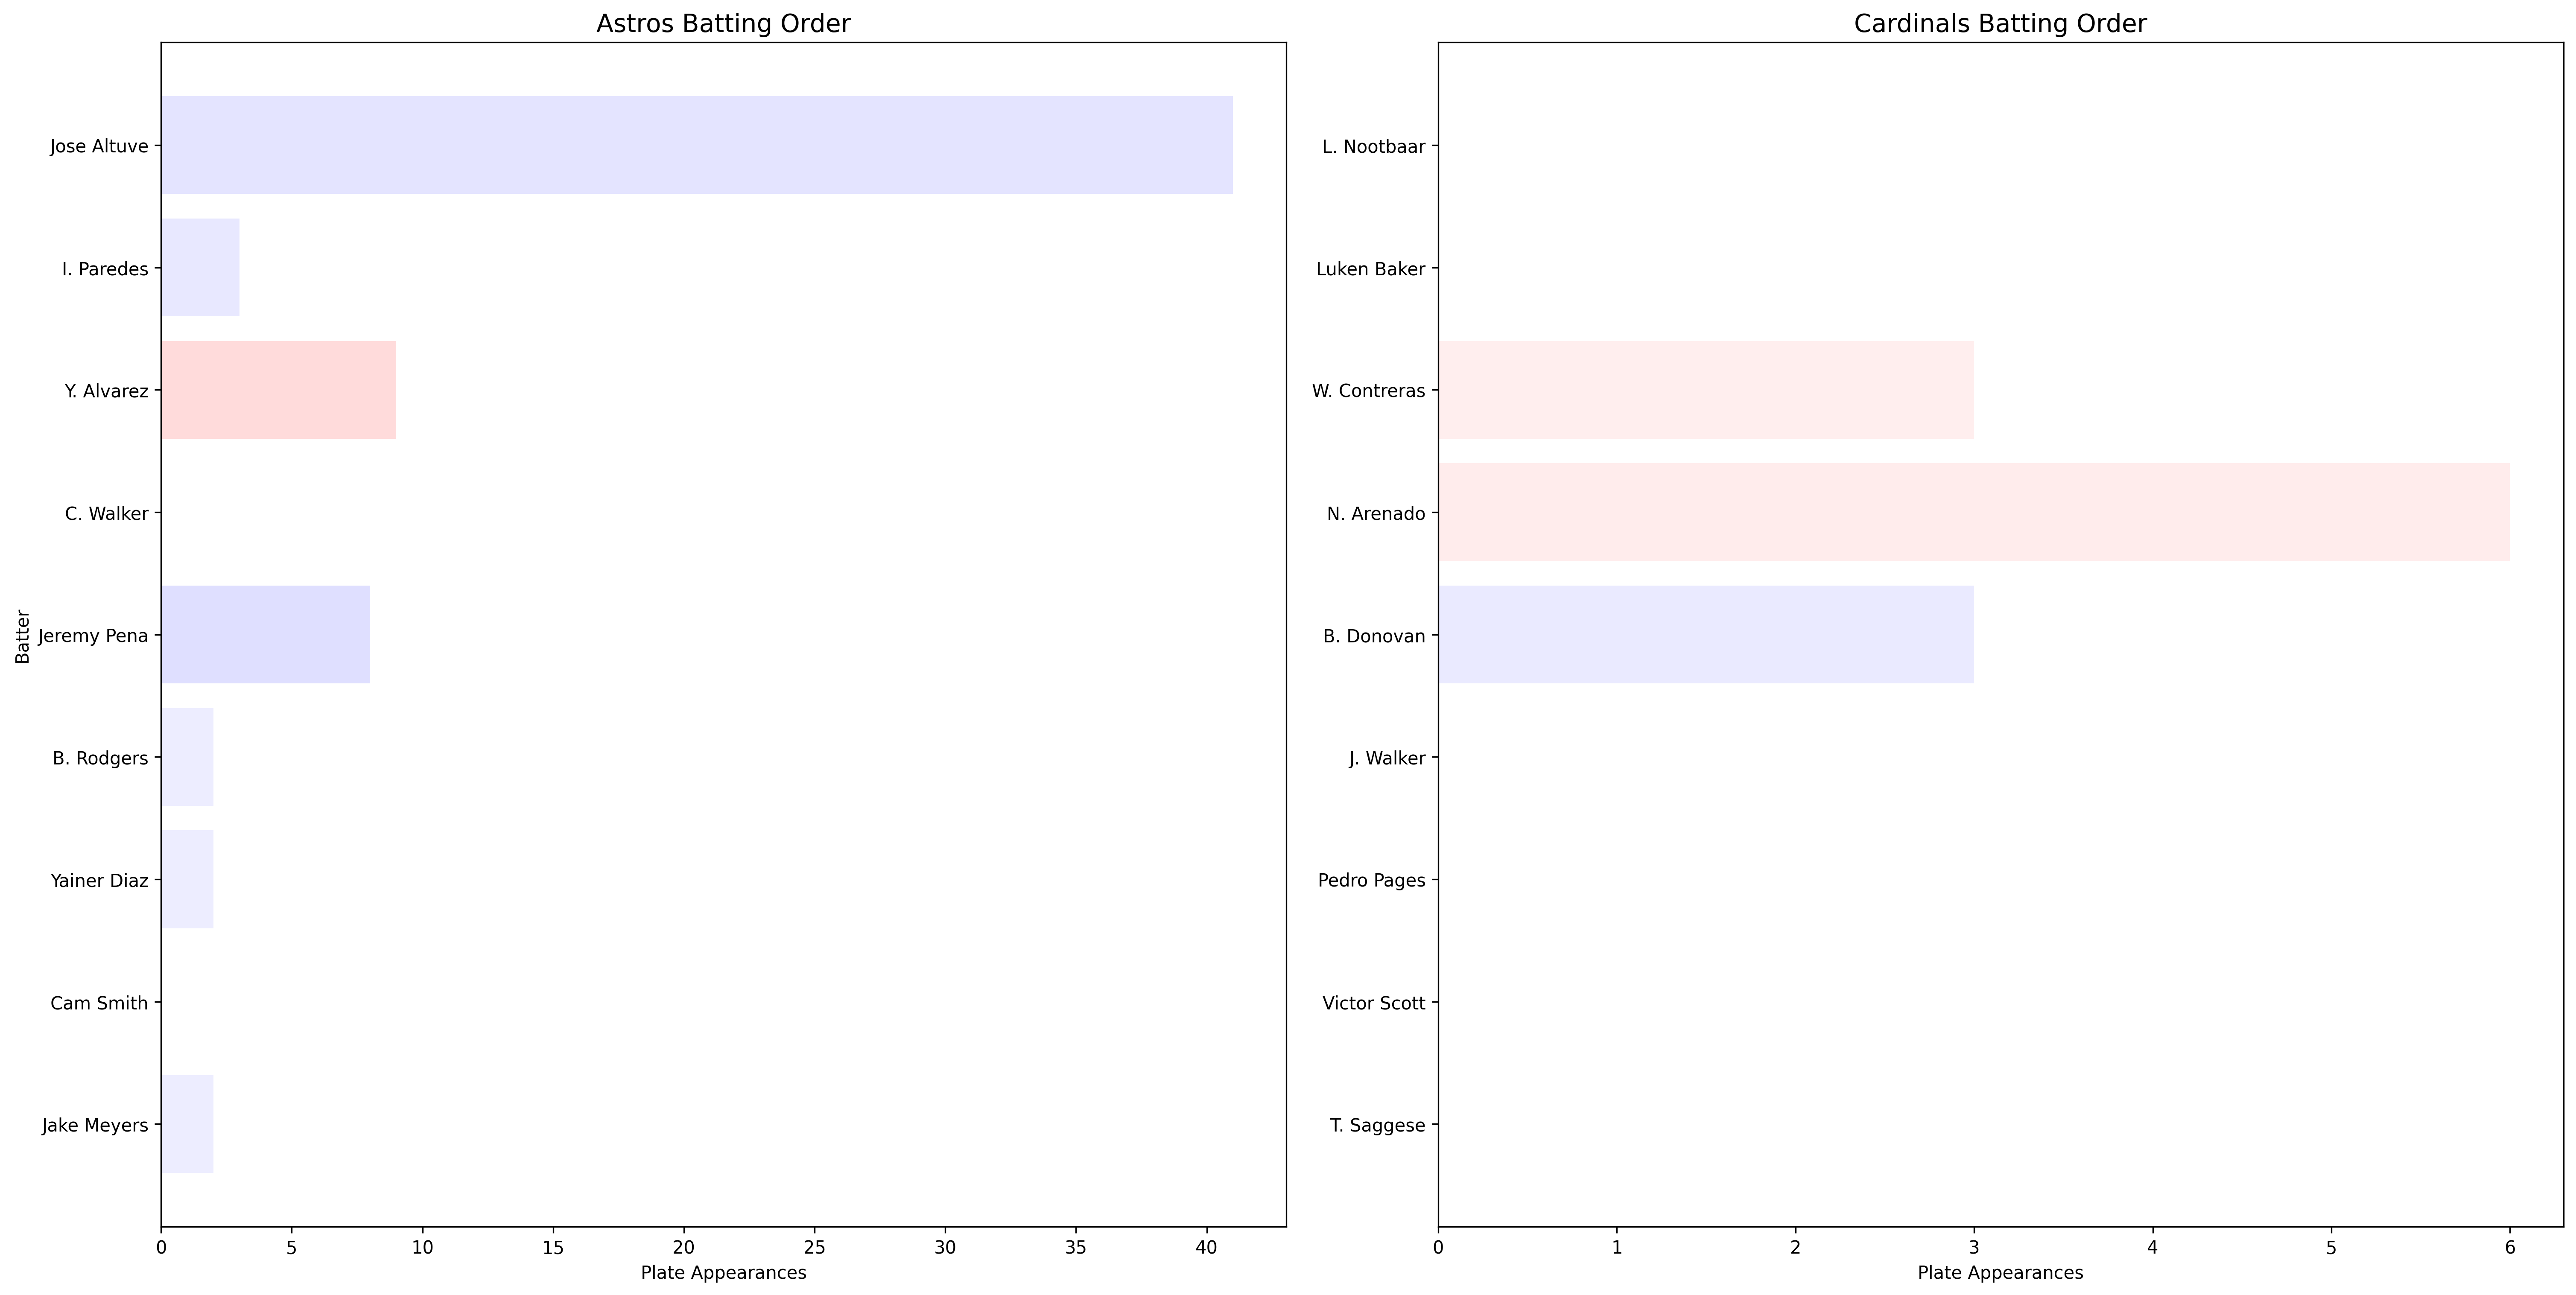 Astros Batting Order
Batter
Jose Altuve
I. Paredes
Y. Alvarez
C. Walker
Jeremy Pena
B. Rodgers
Yainer Diaz
Cam Smith
Jake Meyers
0 5 10 15 20 25 30 35 40
Plate Appearances
Cardinals Batting Order
L. Nootbaar
Luken Baker
W. Contreras
N. Arenado
B. Donovan
J. Walker
Pedro Pages
Victor Scott
T. Saggese
0 1 2 3 4 5 6
Plate Appearances